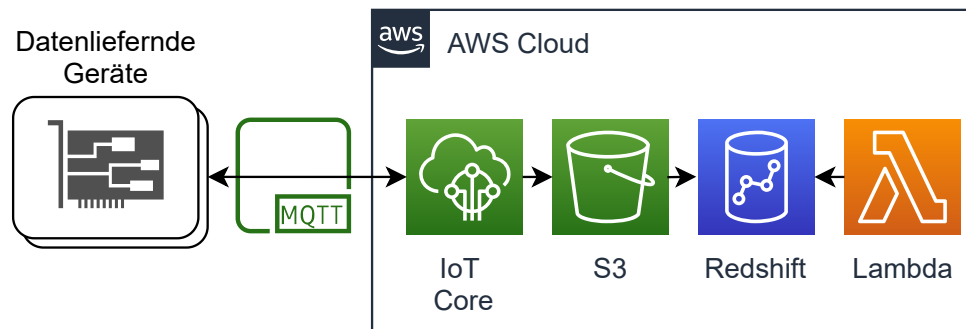 Datenliefernde
Geräte
aws
AWS Cloud
MQTT
IoT
Core
S3
Redshift
Lambda